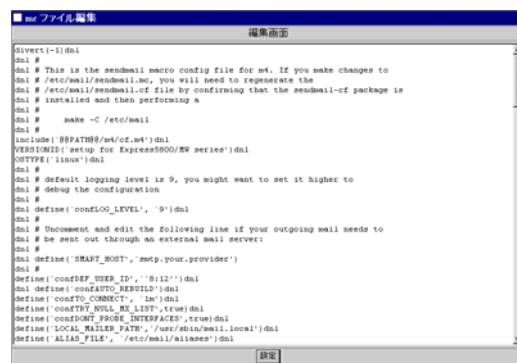 mc ファイル編集
編集画面
divert(-1)dnl
dnl #
dnl # This is the sendmail macro config file for m4. If you make changes to
dnl # /etc/mail/sendmail.mc, you will need to regenerate the
dnl # /etc/mail/sendmail.cf file by confirming that the sendmail-cf package is
dnl # installed and then performing a
dnl #
dnl #     make -C /etc/mail
dnl #
include(`@@PATH@@/m4/cf.m4')dnl
VERSIONID(`setup for Express5800/MW series')dnl
OSTYPE(`linux')dnl
dnl #
dnl # default logging level is 9, you might want to set it higher to
dnl # debug the configuration
dnl #
dnl define(`confLOG_LEVEL', `9')dnl
dnl #
dnl # Uncomment and edit the following line if your outgoing mail needs to
dnl # be sent out through an external mail server:
dnl #
dnl define(`SMART_HOST',`smtp.your.provider')
dnl #
define(`confDEF_USER_ID',``8:12'')dnl
dnl define(`confAUTO_REBUILD')dnl
define(`confTO_CONNECT', `1m')dnl
define(`confTRY_NULL_MX_LIST',true)dnl
define(`confDONT_PROBE_INTERFACES',true)dnl
define(`LOCAL_MAILER_PATH',`/usr/sbin/mail.local')dnl
define(`ALIAS_FILE', `/etc/mail/aliases')dnl
設定